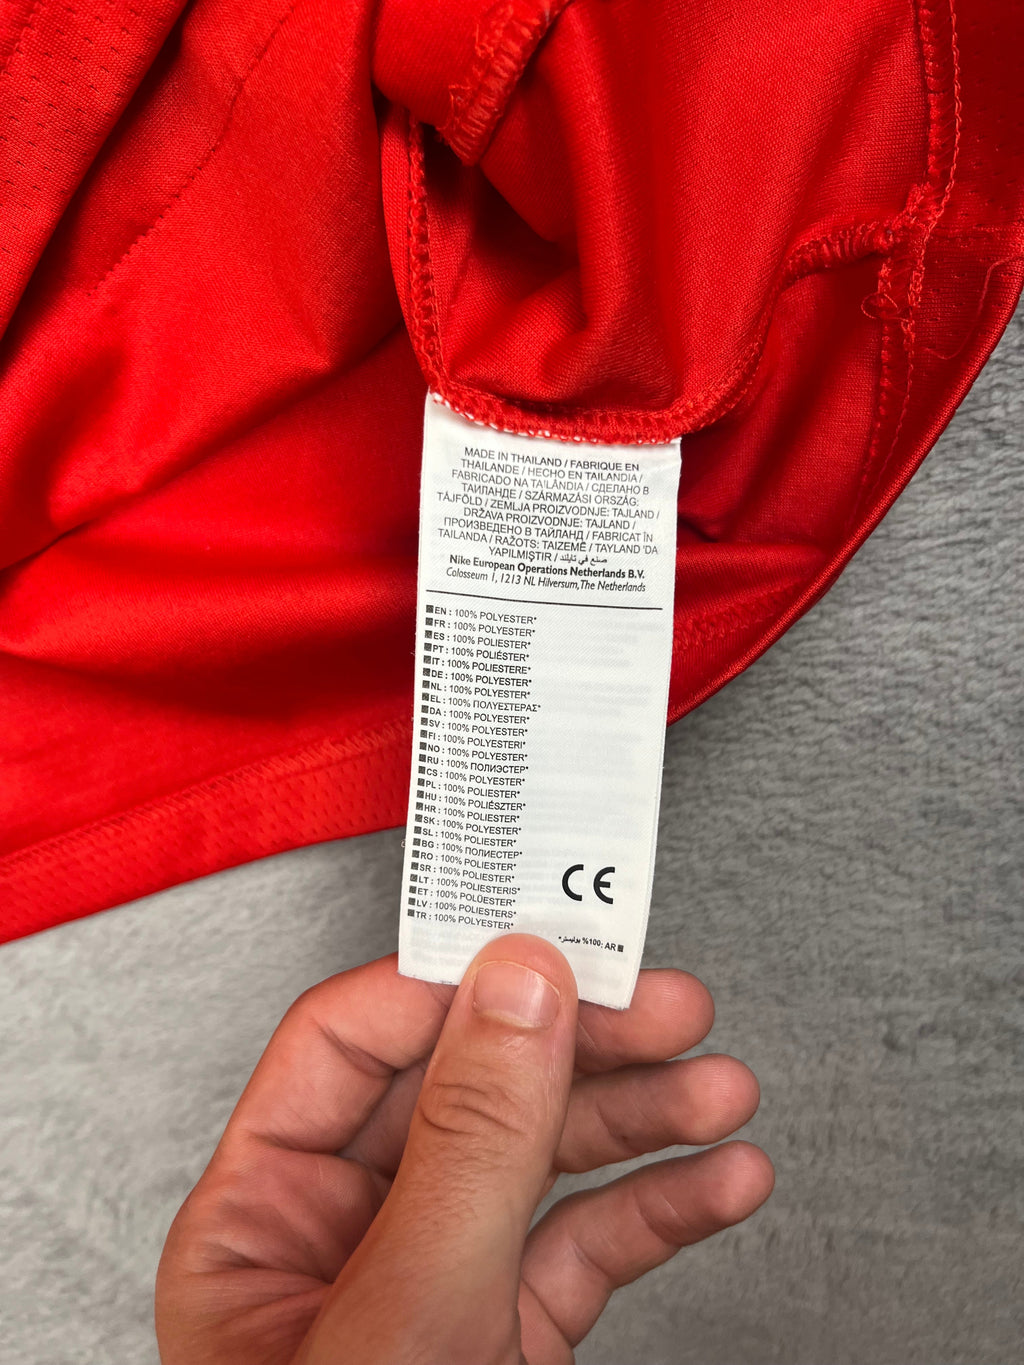 MADE IN THAILAND / FABRIQUE EN
THAILANDE / HECHO EN TAILANDIA /
FABRICADO NA TAILÂNDIA / СДЕЛАНО В
ТАИЛАНДЕ / SZÁRMAZÁSI ORSZÁG:
TÁJFÖLD / ZEMLJA PROIZVODNJE: TAJLAND /
DRŽAVA PROIZVODNJE: TAJLAND /
ПРОИЗВЕДЕНО В ТАЙЛАНД / FABRICAT ÎN
TAILANDA / RAŽOTS: TAIZEMĒ / TAYLAND 'DA
YAPILMIŞTIR / صنع في تايلند
Nike European Operations Netherlands B.V.
Colosseum 1, 1213 NL Hilversum, The Netherlands
EN : 100% POLYESTER*
FR : 100% POLYESTER*
ES : 100% POLIESTER*
PT : 100% POLIÉSTER*
IT : 100% POLIESTERE*
DE : 100% POLYESTER*
NL : 100% POLYESTER*
EL : 100% ΠΟΛΥΕΣΤΕΡΑΣ*
DA : 100% POLYESTER*
SV : 100% POLYESTER*
FI : 100% POLYESTERI*
NO : 100% POLYESTER*
RU : 100% ПОЛИЭСТЕР*
CS : 100% POLYESTER*
PL : 100% POLIESTER*
HU : 100% POLIÉSZTER*
HR : 100% POLIESTER*
SK : 100% POLYESTER*
SL : 100% POLIESTER*
BG : 100% ПОЛИЕСТЕР*
RO : 100% POLIESTER*
SR : 100% POLIESTER*
LT : 100% POLIESTERIS*
ET : 100% POLÜESTER*
LV : 100% POLIESTERS*
TR : 100% POLYESTER*
CE
AR :100% بوليستر*